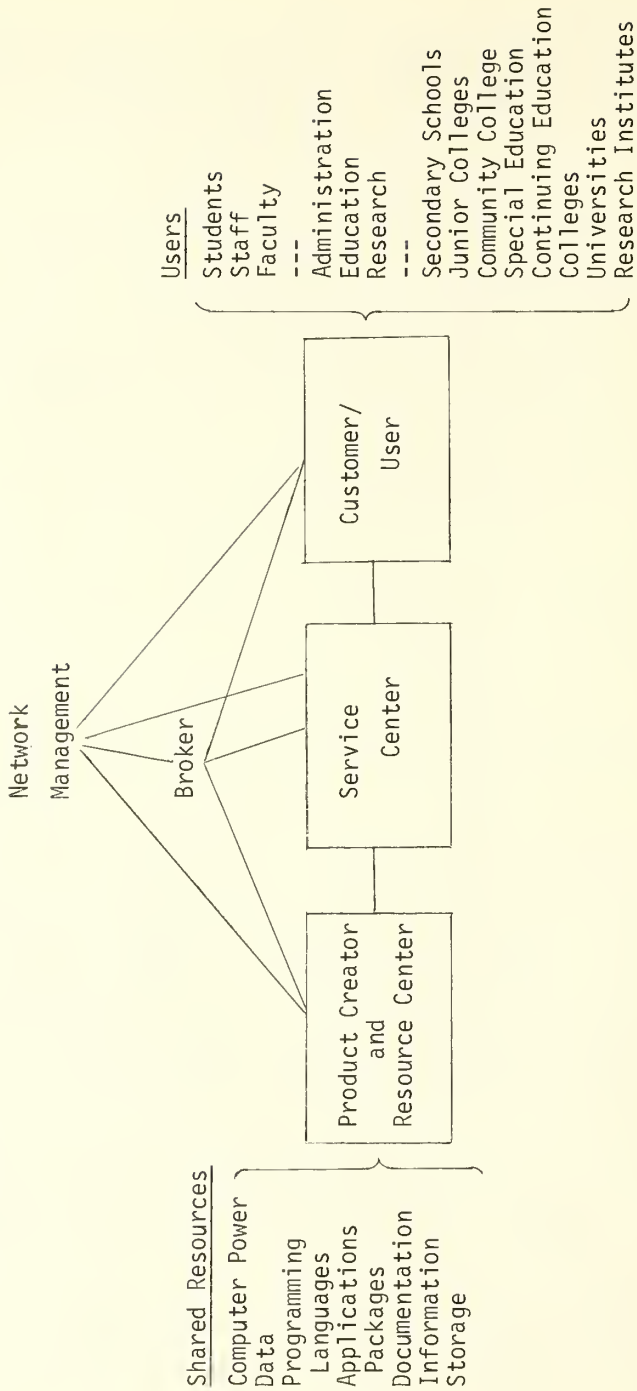 Network
Management
Broker
Shared Resources
Computer Power
Data
Programming
Languages
Applications
Packages
Documentation
Information
Storage
Product Creator
and
Resource Center
Service
Center
Customer/
User
Users
Students
Staff
Faculty
---
Administration
Education
Research
---
Secondary Schools
Junior Colleges
Community College
Special Education
Continuing Education
Colleges
Universities
Research Institutes